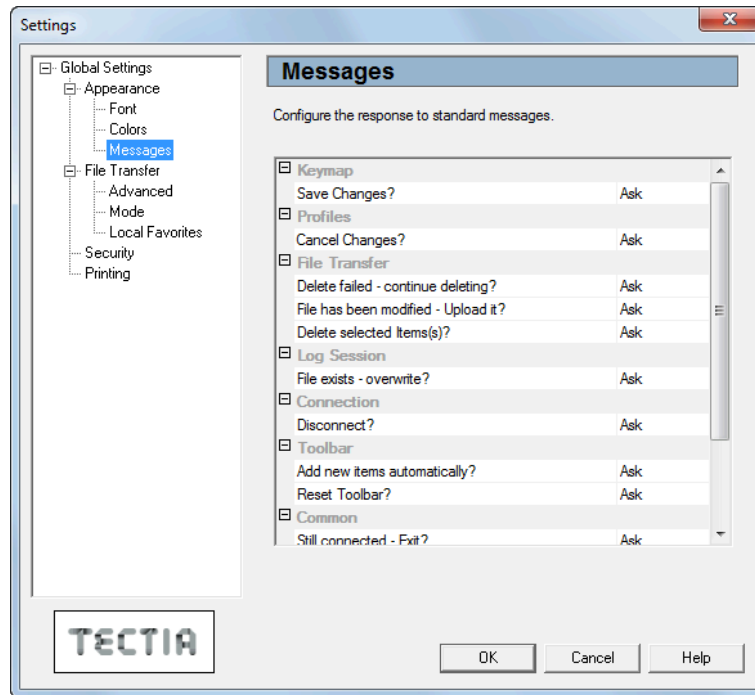 Settings
Global Settings
Appearance
Font
Colors
Messages
File Transfer
Advanced
Mode
Local Favorites
Security
Printing
TECTIA
Messages
Configure the response to standard messages.
Keymap
Save Changes? Ask
Profiles
Cancel Changes? Ask
File Transfer
Delete failed - continue deleting? Ask
File has been modified - Upload it? Ask
Delete selected Items(s)? Ask
Log Session
File exists - overwrite? Ask
Connection
Disconnect? Ask
Toolbar
Add new items automatically? Ask
Reset Toolbar? Ask
Common
Still connected - Exit? Ask
OK Cancel Help